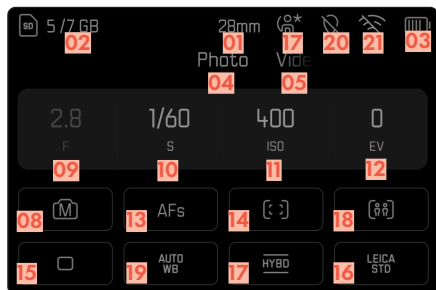 SD 5 /7 GB 28mm
02 01 17 20 21 03
Photo Vide
04 05
2.8 1/60 400 0
F S ISO EV
09 10 11 12
M AFs
08 13 14 18
AUTO WB HYBD LEICA STD
15 19 17 16